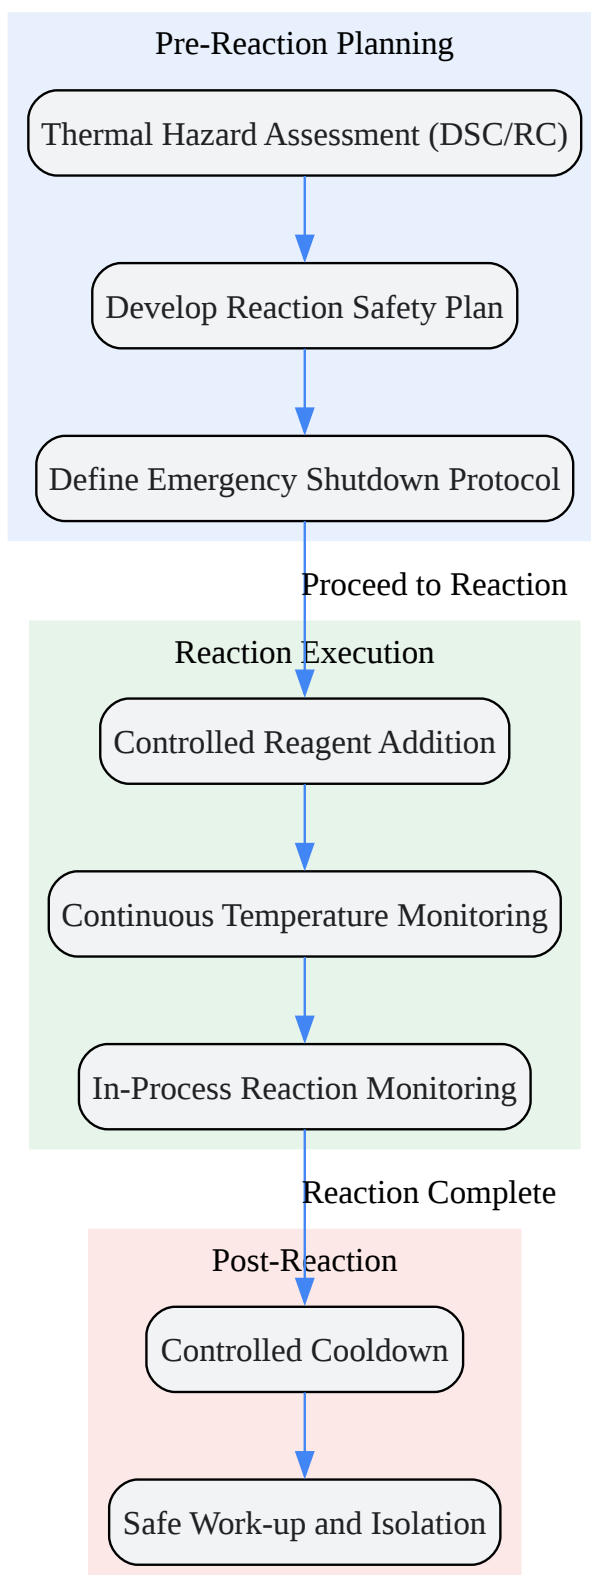 Pre-Reaction Planning
Thermal Hazard Assessment (DSC/RC)
Develop Reaction Safety Plan
Define Emergency Shutdown Protocol
Proceed to Reaction
Reaction Execution
Controlled Reagent Addition
Continuous Temperature Monitoring
In-Process Reaction Monitoring
Reaction Complete
Post-Reaction
Controlled Cooldown
Safe Work-up and Isolation